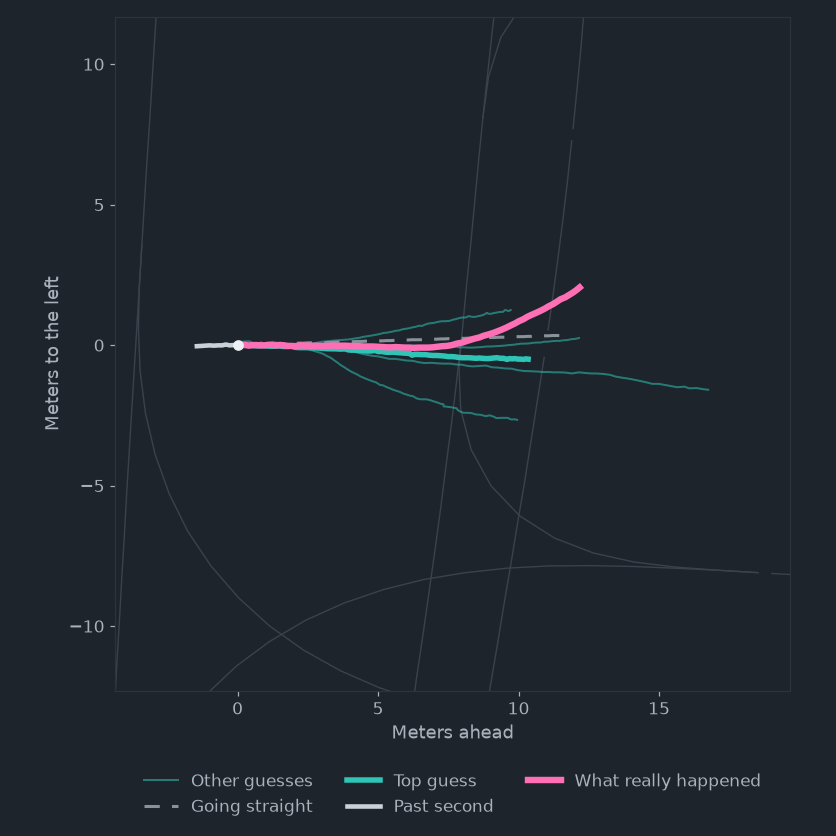 10
5
0
−5
−10
Meters to the left
0
5
10
15
Meters ahead
Other guesses
Top guess
What really happened
Going straight
Past second